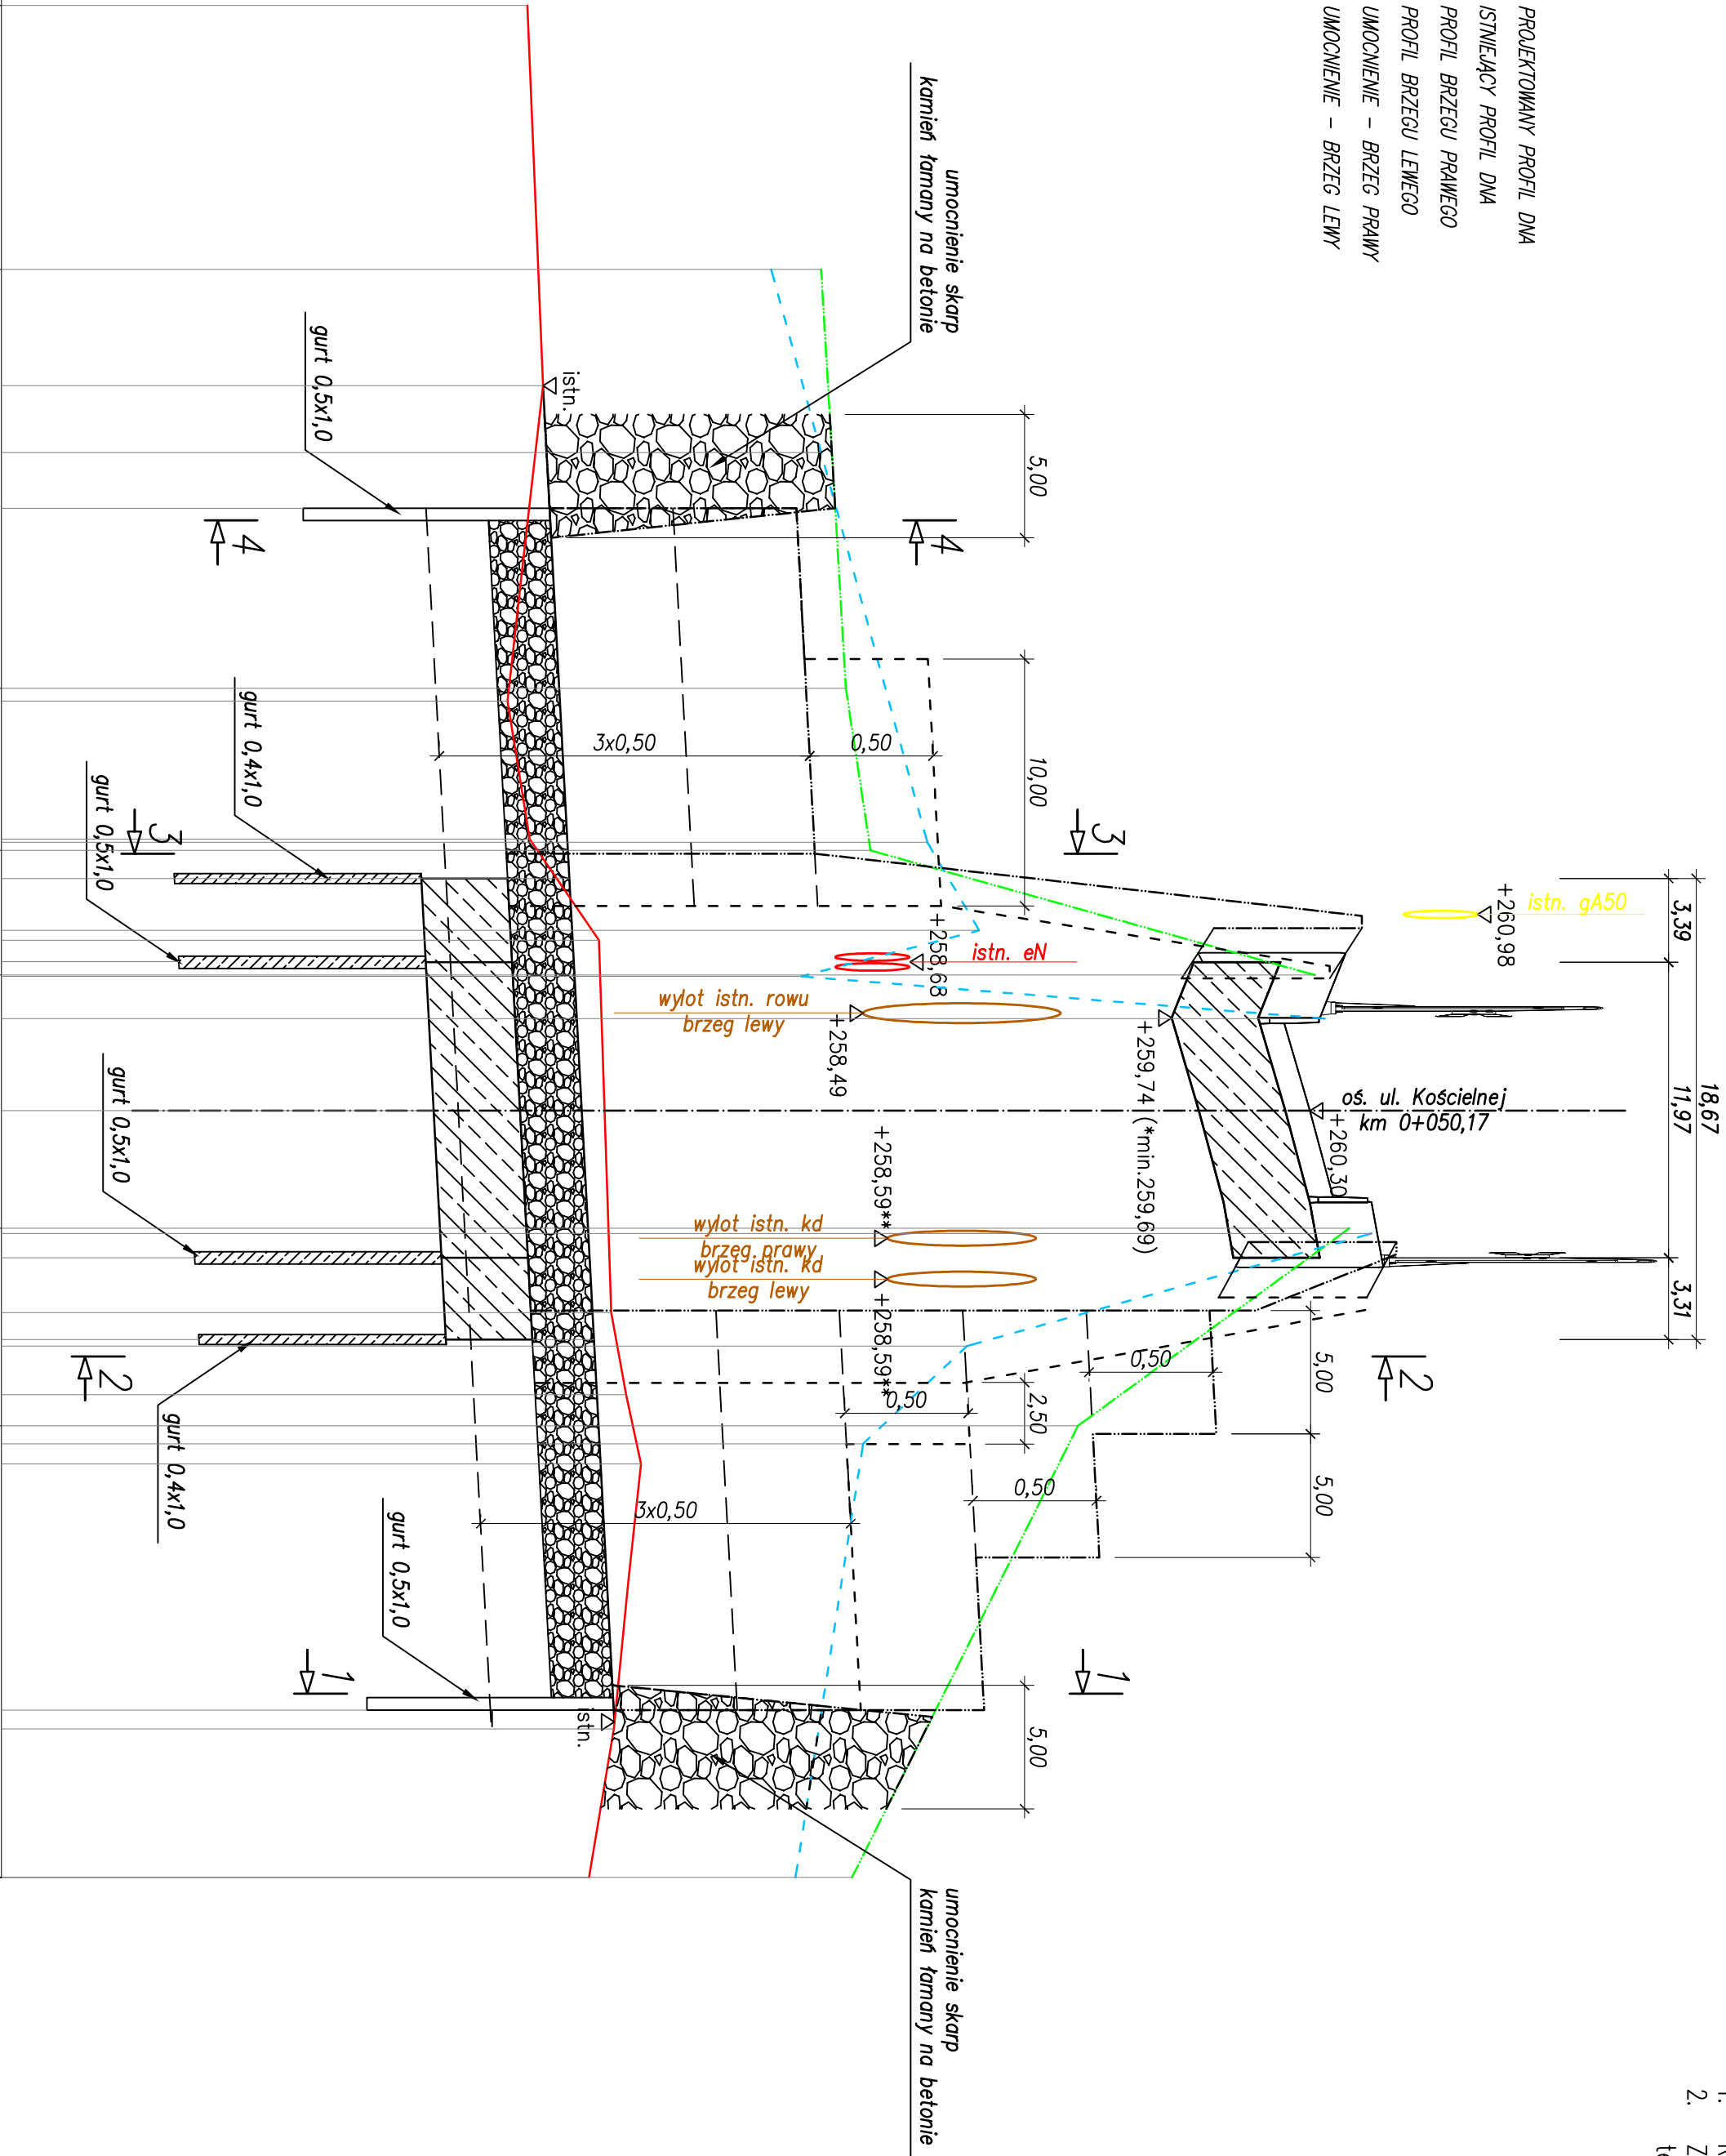 PROJEKTOWANY PROFIL DNA
ISTNIEJĄCY PROFIL DNA
PROFIL BRZEGU PRAWEGO
PROFIL BRZEGU LEWEGO
UMOCNIENIE - BRZEG PRAWY
UMOCNIENIE - BRZEG LEWY
18,67
3,39
11,97
3,31
istn. gA50
+260,98
oś. ul. Kościelnej
km 0+050,17
+260,30
+259,74 (*min.259,69)
umocnienie skarp
kamień łamany na betonie
5,00
10,00
3
2
5,00
5,00
0,50
2,50
0,50
0,50
1
5,00
4
istn. eN
+258,68
wylot istn. rowu
brzeg lewy
+258,49
+258,59**
wylot istn. kd
brzeg prawy
wylot istn. kd
brzeg lewy
+258,59**
umocnienie skarp
kamień łamany na betonie
3x0,50
0,50
3x0,50
istn.
istn.
gurt 0,5x1,0
4
gurt 0,4x1,0
3
gurt 0,5x1,0
gurt 0,5x1,0
2
gurt 0,4x1,0
gurt 0,5x1,0
1
2.